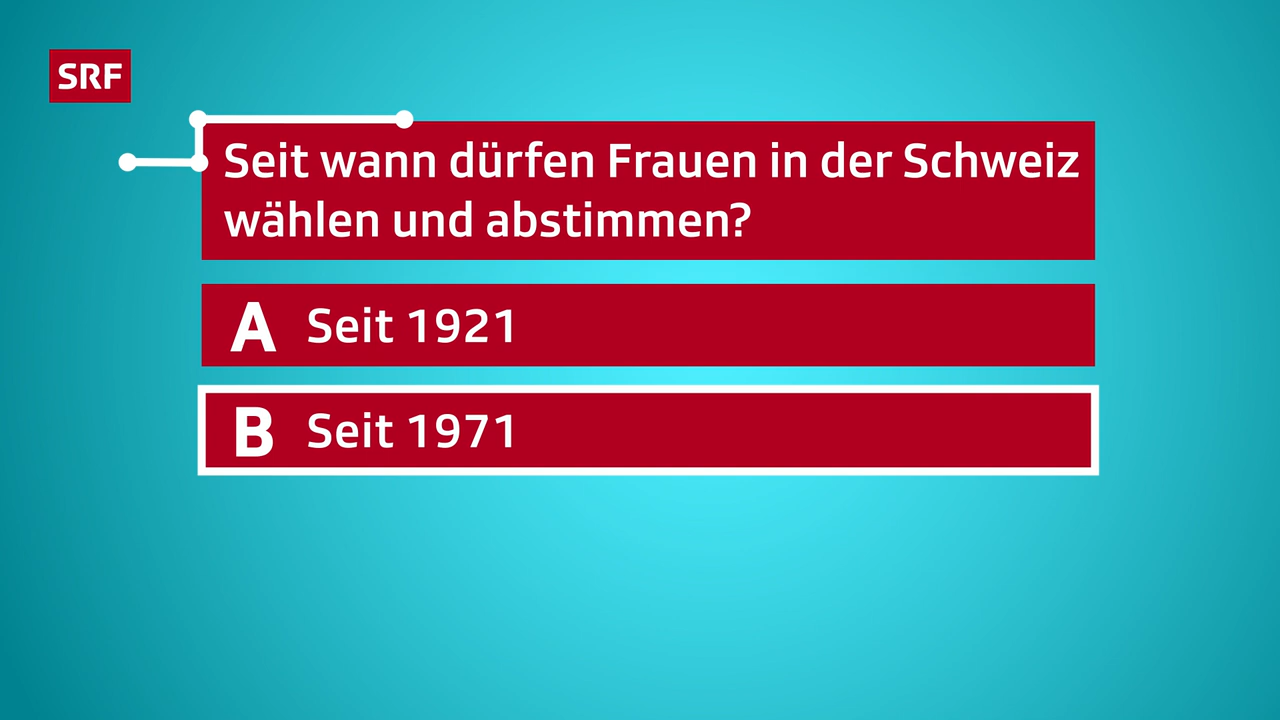 SRF
Seit wann dürfen Frauen in der Schweiz
wählen und abstimmen?
A Seit 1921
B Seit 1971